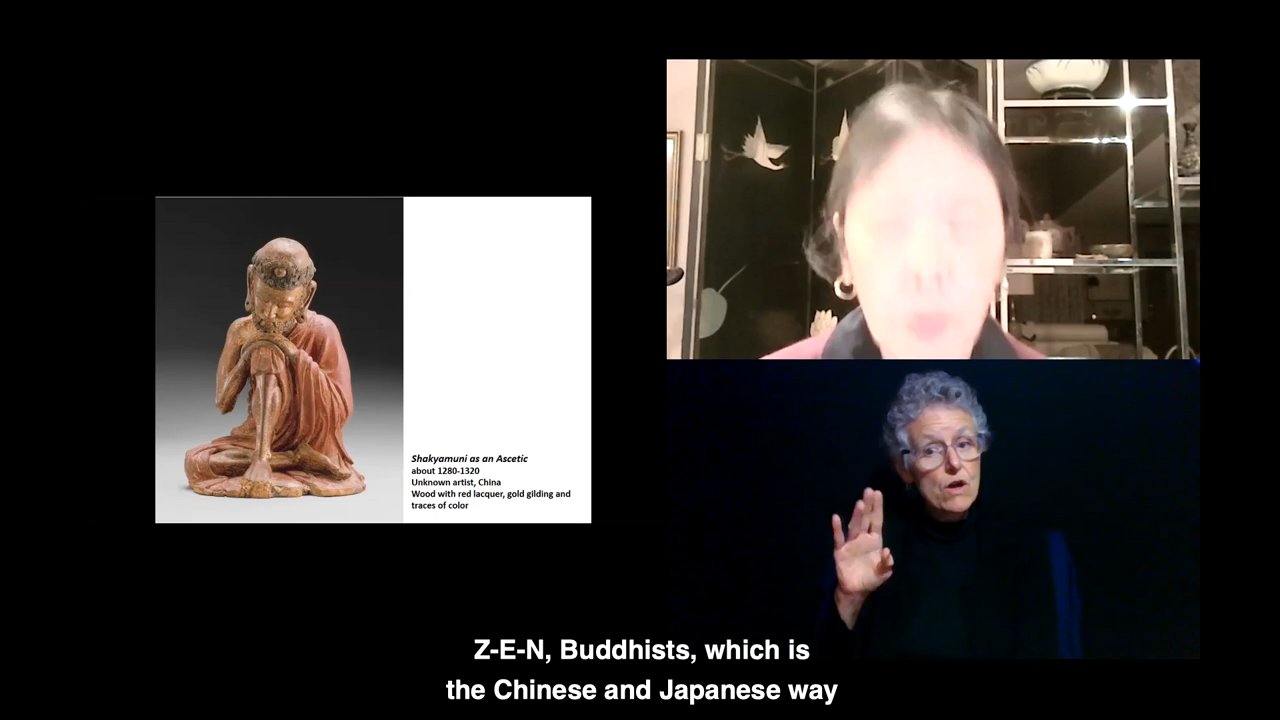 Shakyamuni as an Ascetic
about 1280-1320
Unknown artist, China
Wood with red lacquer, gold gilding and
traces of color
Z-E-N, Buddhists, which is
the Chinese and Japanese way